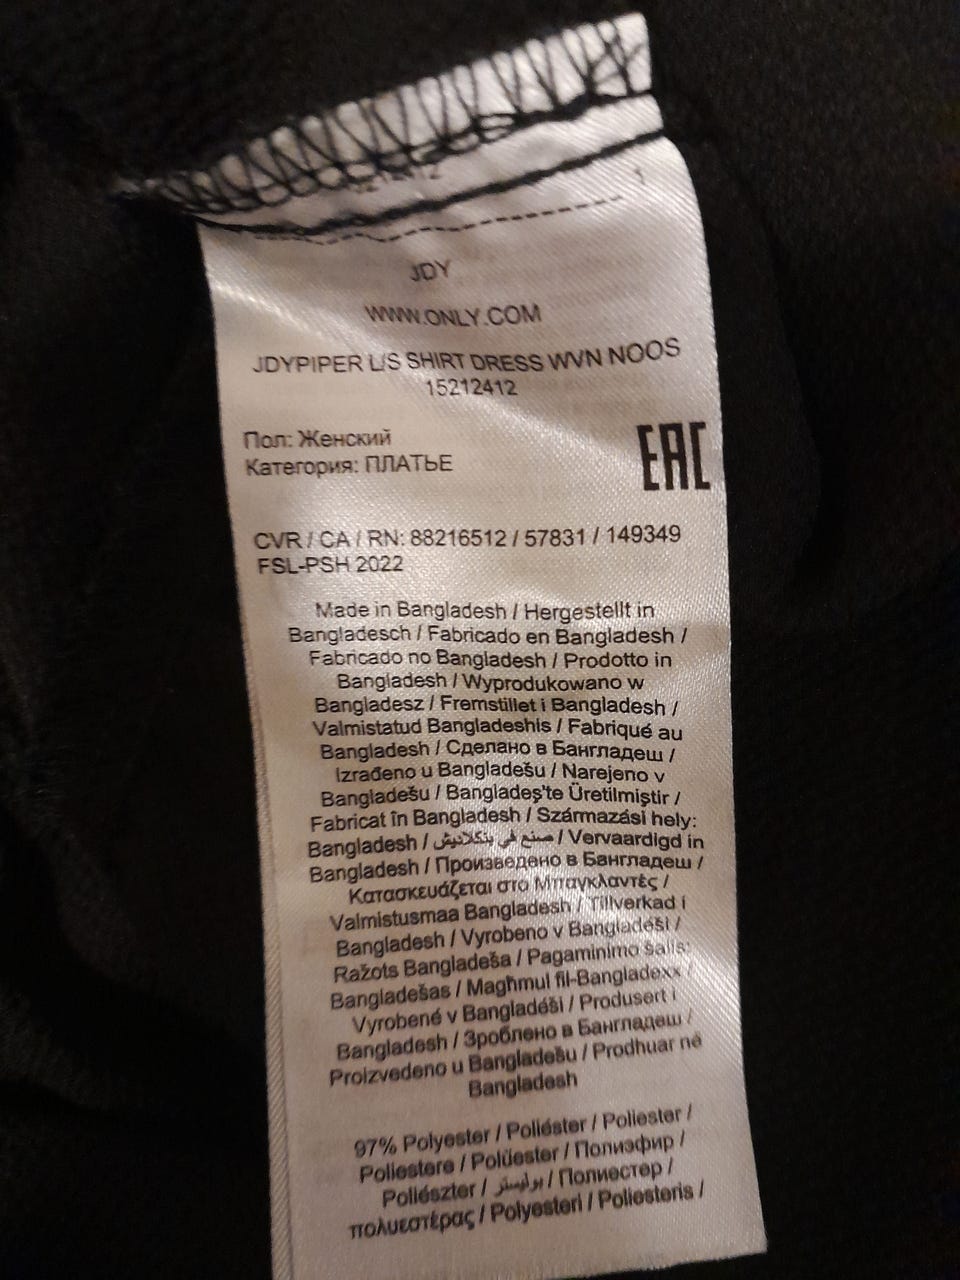 JDY
WWW.ONLY.COM
JDYPIPER L/S SHIRT DRESS WVN NOOS
15212412
Пол: Женский
Категория: ПЛАТЬЕ
EAC
CVR / CA / RN: 88216512 / 57831 / 149349
FSL-PSH 2022
Made in Bangladesh / Hergestellt in
Bangladesch / Fabricado en Bangladesh /
Fabricado no Bangladesh / Prodotto in
Bangladesh / Wyprodukowano w
Bangladesz / Fremstillet i Bangladesh /
Valmistatud Bangladeshis / Fabriqué au
Bangladesh / Сделано в Бангладеш /
Izrađeno u Bangladešu / Narejeno v
Bangladešu / Bangladeş'te Üretilmiştir /
Fabricat în Bangladesh / Származási hely:
Bangladesh / صنع في بنكلاديش / Vervaardigd in
Bangladesh / Произведено в Бангладеш /
Κατασκευάζεται στο Μπαγκλαντές /
Valmistusmaa Bangladesh / Tillverkad i
Bangladesh / Vyrobeno v Bangladéši /
Ražots Bangladeša / Pagaminimo šalis:
Bangladešas / Magħmul fil-Bangladexx /
Vyrobené v Bangladéši / Produsert i
Bangladesh / Зроблено в Бангладеш /
Proizvedeno u Bangladešu / Prodhuar në
Bangladesh
97% Polyester / Poliéster / Poliester /
Poliestere / Polüester / Полиэфир /
Poliészter / بوليستر / Полиестер /
πολυεστέρας / Polyesteri / Poliesteris /